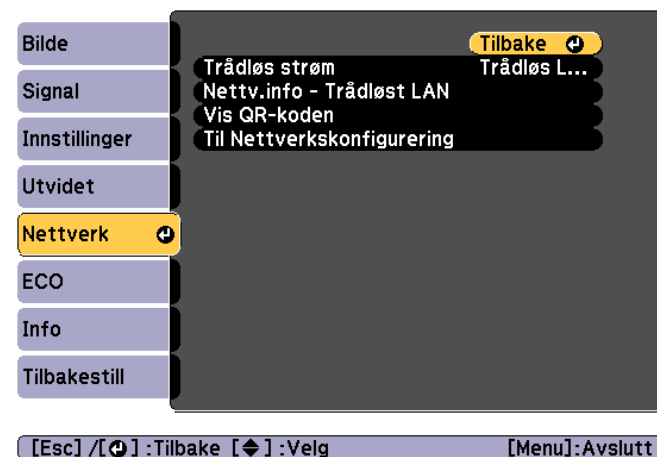 Bilde
Signal
Innstillinger
Utvidet
Nettverk
ECO
Info
Tilbakestill
Tilbake
Trådløs strøm Trådløs L...
Nettv.info - Trådløst LAN
Vis QR-koden
Til Nettverkskonfigurering
[Esc] /[ ] :Tilbake [ ] :Velg [Menu]:Avslutt